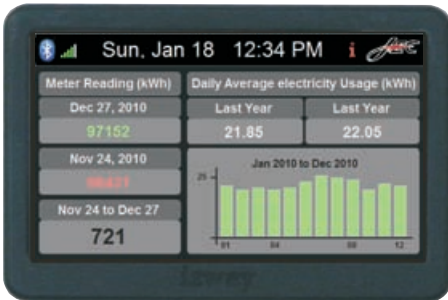 Sun, Jan 18 12:34 PM i
Meter Reading (kWh)
Dec 27, 2010
97152
Nov 24, 2010
Nov 24 to Dec 27
721
Daily Average electricity Usage (kWh)
Last Year Last Year
21.85 22.05
Jan 2010 to Dec 2010
25
01 04 12